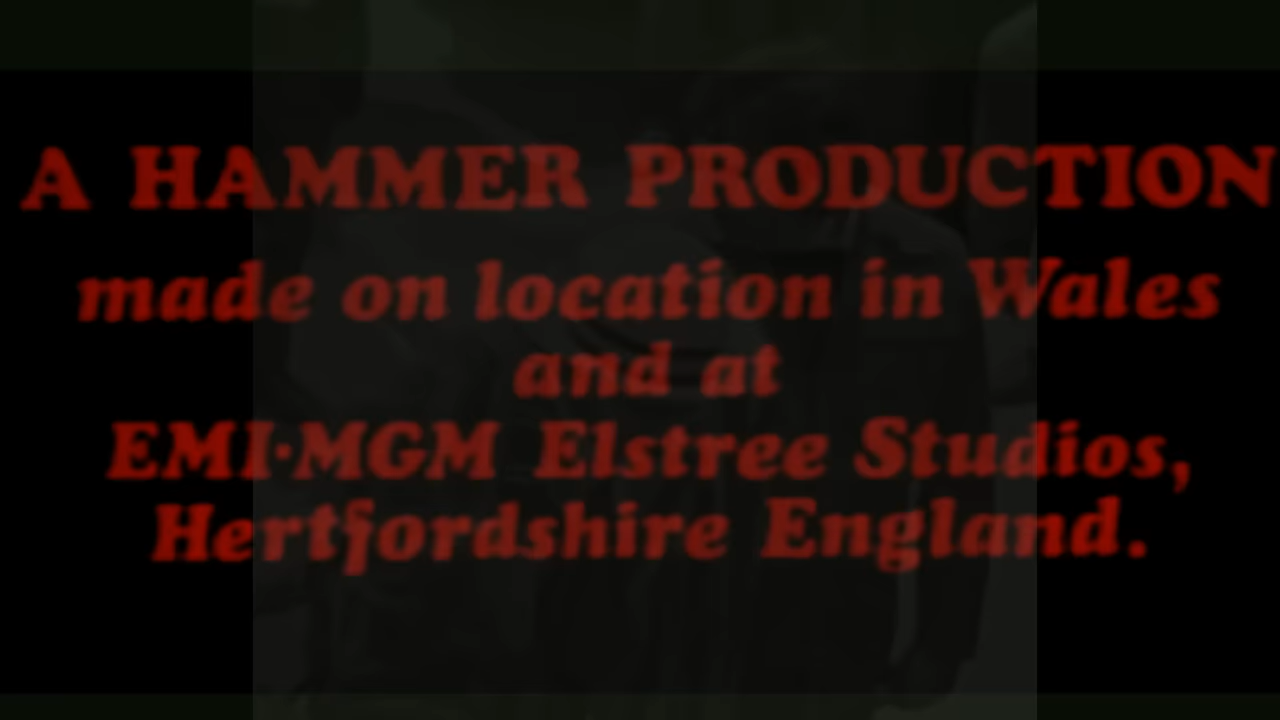 A HAMMER PRODUCTION
made on location in Wales
and at
EMI·MGM Elstree Studios,
Hertfordshire England.